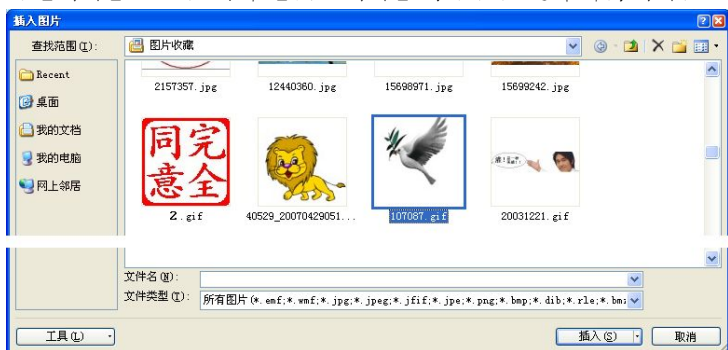 插入图片
查找范围(I):
图片收藏
Recent
桌面
我的文档
我的电脑
网上邻居
2157357.jpg
12440360.jpg
15698971.jpg
15699242.jpg
同完
意全
2.gif
40529_20070429051...
107087.gif
20031221.gif
文件名(N):
文件类型(T):
所有图片(*.emf;*.wmf;*.jpg;*.jpeg;*.jfif;*.jpe;*.png;*.bmp;*.dib;*.rle;*.bm
工具(L)
插入(S)
取消